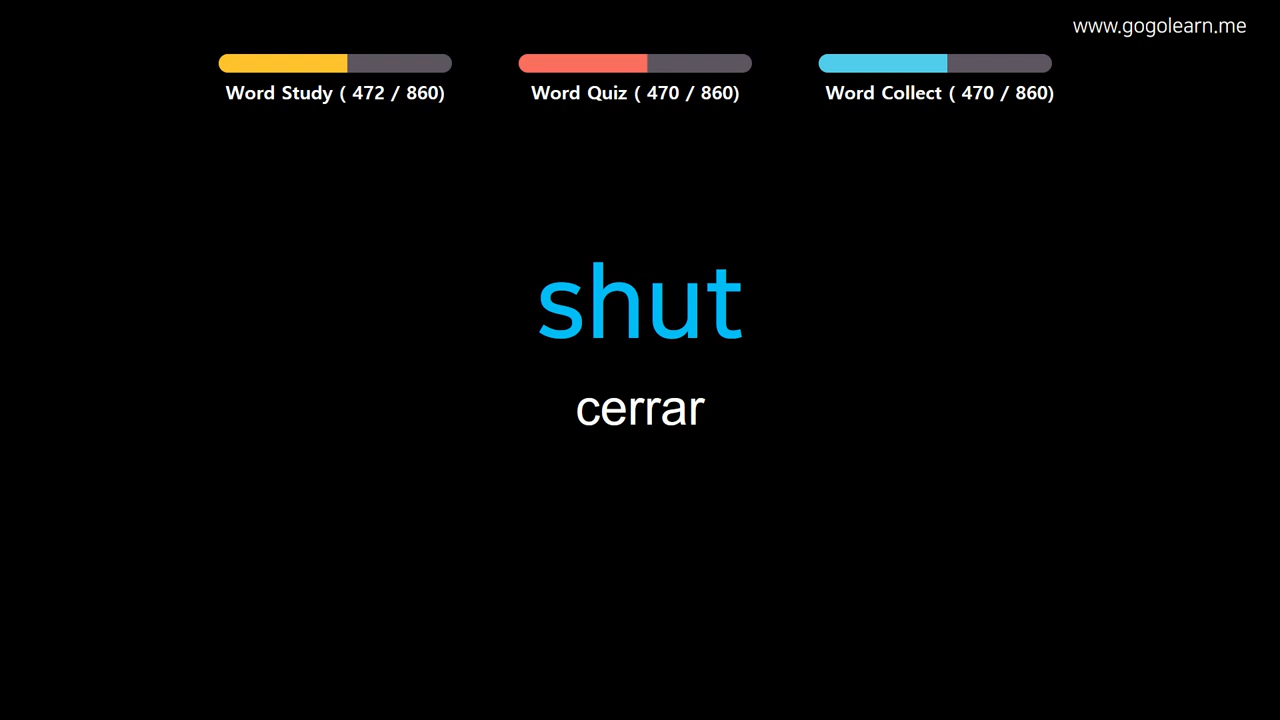 www.gogolearn.me
Word Study ( 472 / 860)
Word Quiz ( 470 / 860)
Word Collect ( 470 / 860)
shut
cerrar